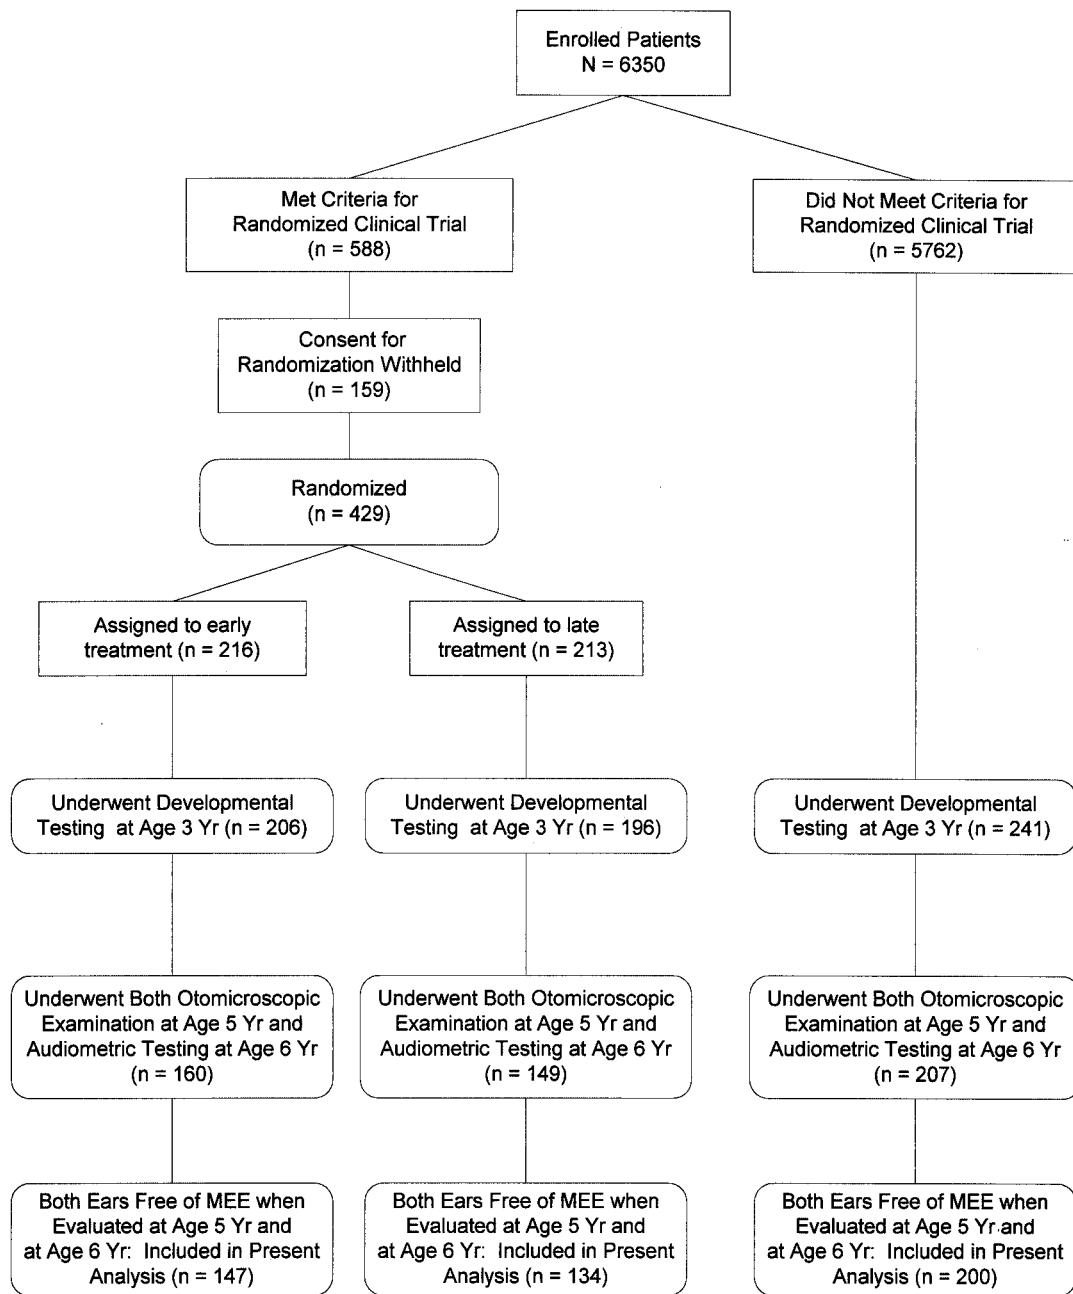 Enrolled Patients
N = 6350
Met Criteria for
Randomized Clinical Trial
(n = 588)
Did Not Meet Criteria for
Randomized Clinical Trial
(n = 5762)
Consent for
Randomization Withheld
(n = 159)
Randomized
(n = 429)
Assigned to early
treatment (n = 216)
Assigned to late
treatment (n = 213)
Underwent Developmental
Testing at Age 3 Yr (n = 206)
Underwent Developmental
Testing at Age 3 Yr (n = 196)
Underwent Developmental
Testing at Age 3 Yr (n = 241)
Underwent Both Otomicroscopic
Examination at Age 5 Yr and
Audiometric Testing at Age 6 Yr
(n = 160)
Underwent Both Otomicroscopic
Examination at Age 5 Yr and
Audiometric Testing at Age 6 Yr
(n = 149)
Underwent Both Otomicroscopic
Examination at Age 5 Yr and
Audiometric Testing at Age 6 Yr
(n = 207)
Both Ears Free of MEE when
Evaluated at Age 5 Yr and
at Age 6 Yr: Included in Present
Analysis (n = 147)
Both Ears Free of MEE when
Evaluated at Age 5 Yr and
at Age 6 Yr: Included in Present
Analysis (n = 134)
Both Ears Free of MEE when
Evaluated at Age 5 Yr and
at Age 6 Yr: Included in Present
Analysis (n = 200)